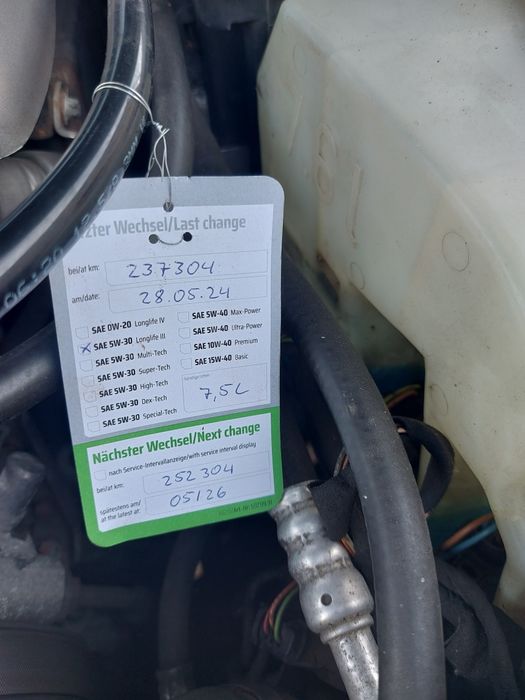 zter Wechsel/Last change
bei/at km: 237304
am/date: 28.05.24
SAE 0W-20 Longlife IV
SAE 5W-30 Longlife III
SAE 5W-30 Multi-Tech
SAE 5W-30 Super-Tech
SAE 5W-30 High-Tech
SAE 5W-30 Dex-Tech
SAE 5W-30 Special-Tech
SAE 5W-40 Max-Power
SAE 5W-40 Ultra-Power
SAE 10W-40 Premium
SAE 15W-40 Basic
7,5L
Nächster Wechsel/Next change
nach Service-Intervallanzeige/with service interval display
bei/at km: 252304
spätestens am/
at the latest at: 05/26